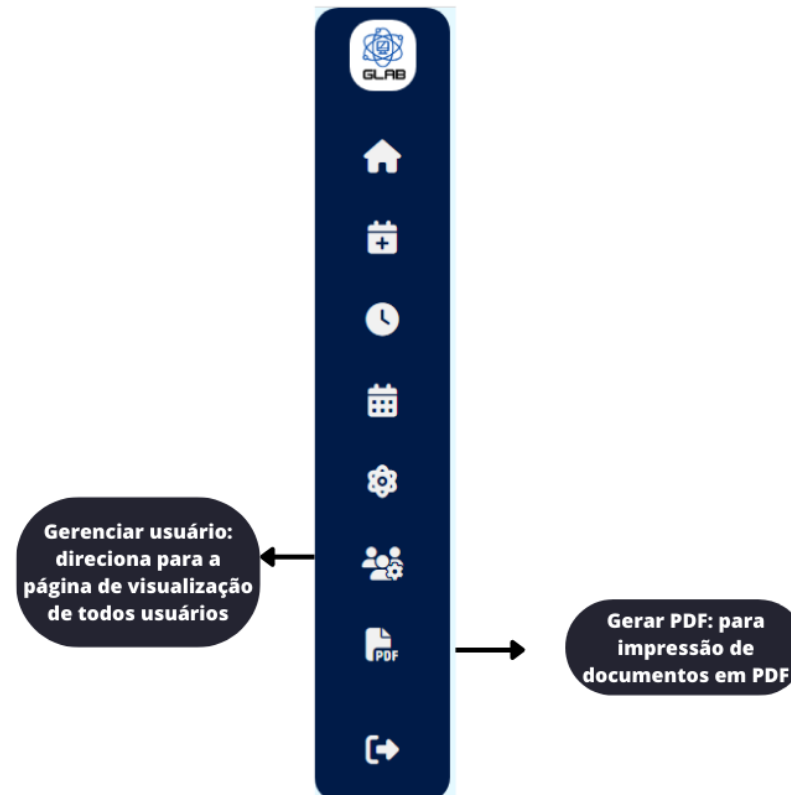 GLAB
Gerenciar usuário:
direciona para a
página de visualização
de todos usuários
Gerar PDF: para
impressão de
documentos em PDF
PDF